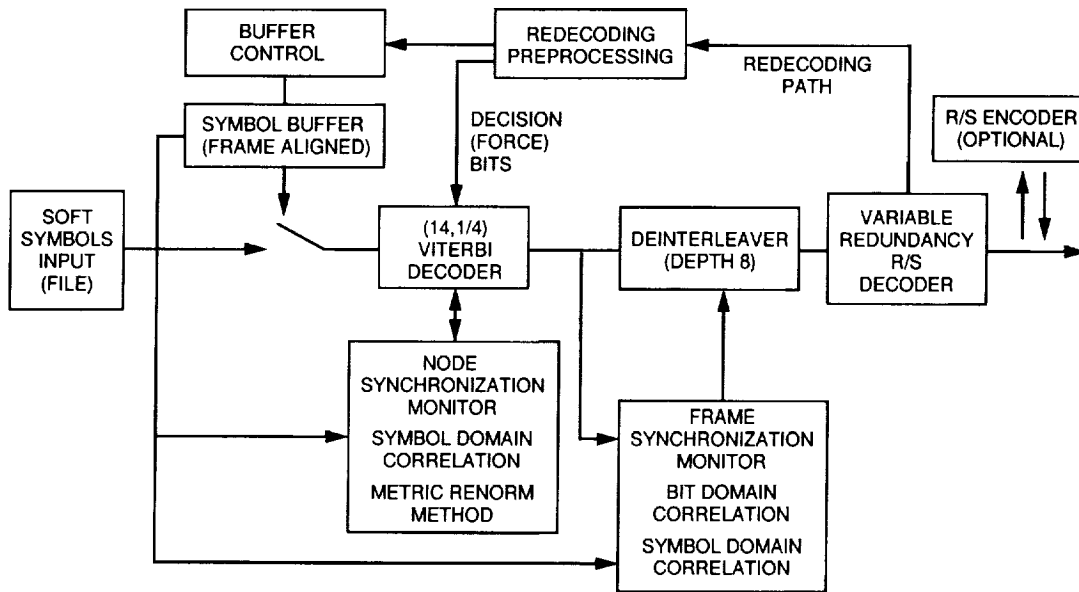 BUFFER
CONTROL
REDECODING
PREPROCESSING
REDECODING
PATH
SYMBOL BUFFER
(FRAME ALIGNED)
DECISION
(FORCE)
BITS
R/S ENCODER
(OPTIONAL)
SOFT
SYMBOLS
INPUT
(FILE)
(14,1/4)
VITERBI
DECODER
DEINTERLEAVER
(DEPTH 8)
VARIABLE
REDUNDANCY
R/S
DECODER
NODE
SYNCHRONIZATION
MONITOR
SYMBOL DOMAIN
CORRELATION
METRIC RENORM
METHOD
FRAME
SYNCHRONIZATION
MONITOR
BIT DOMAIN
CORRELATION
SYMBOL DOMAIN
CORRELATION